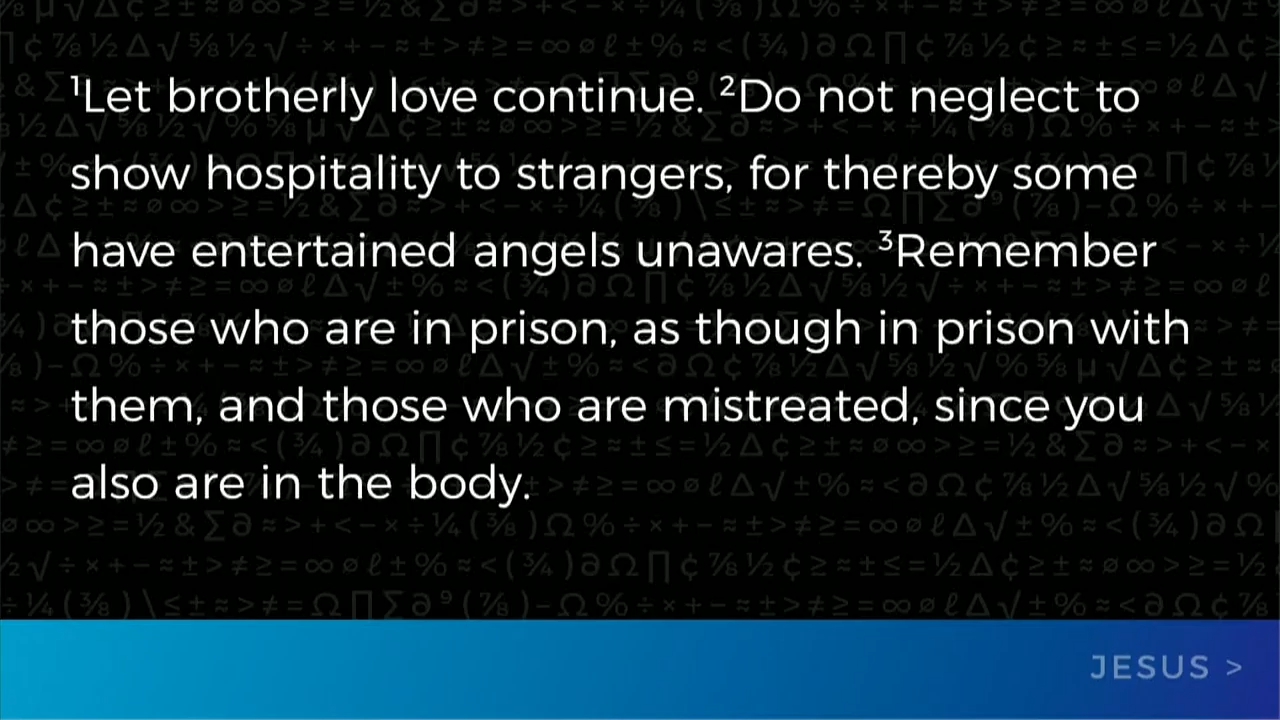 ¹Let brotherly love continue. ²Do not neglect to
show hospitality to strangers, for thereby some
have entertained angels unawares. ³Remember
those who are in prison, as though in prison with
them, and those who are mistreated, since you
also are in the body.
JESUS >